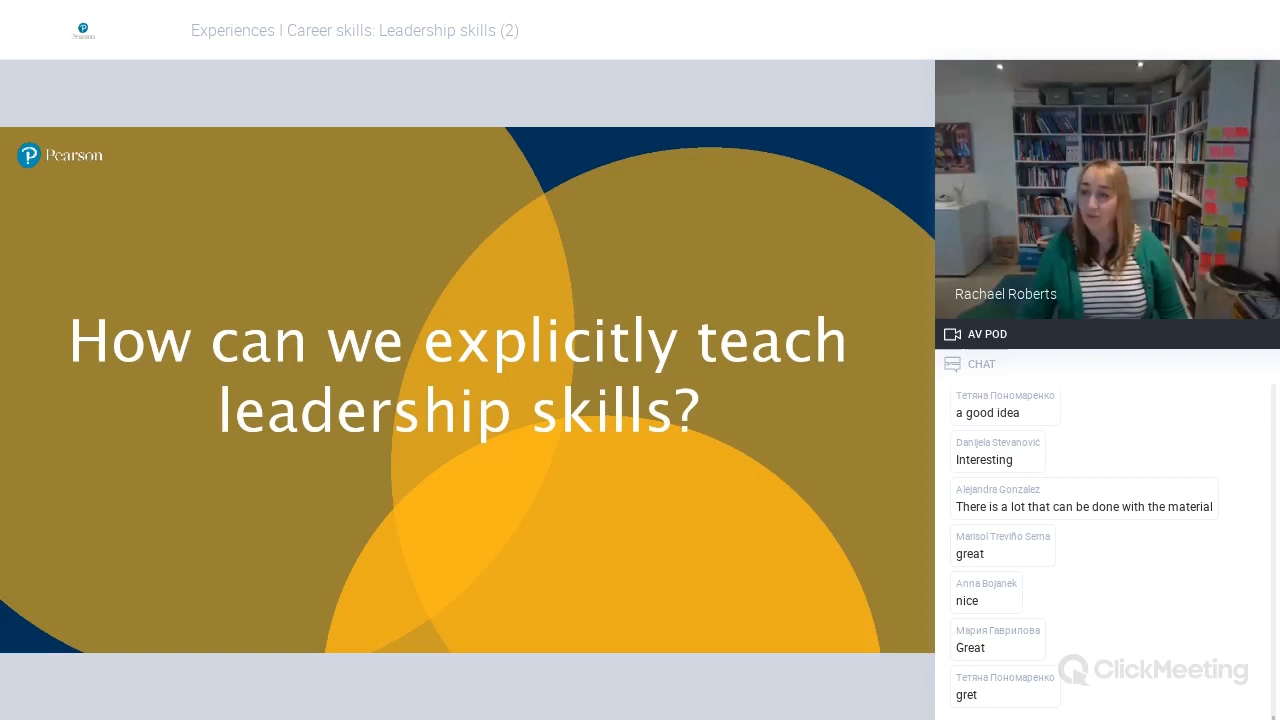 Pearson
Experiences I Career skills: Leadership skills (2)
Pearson
How can we explicitly teach
leadership skills?
Rachael Roberts
AV POD
CHAT
Тетяна Пономаренко
a good idea
Danijela Stevanović
Interesting
Alejandra Gonzalez
There is a lot that can be done with the material
Marisol Treviño Serna
great
Anna Bojanek
nice
Мария Гаврилова
Great
Тетяна Пономаренко
gret
ClickMeeting